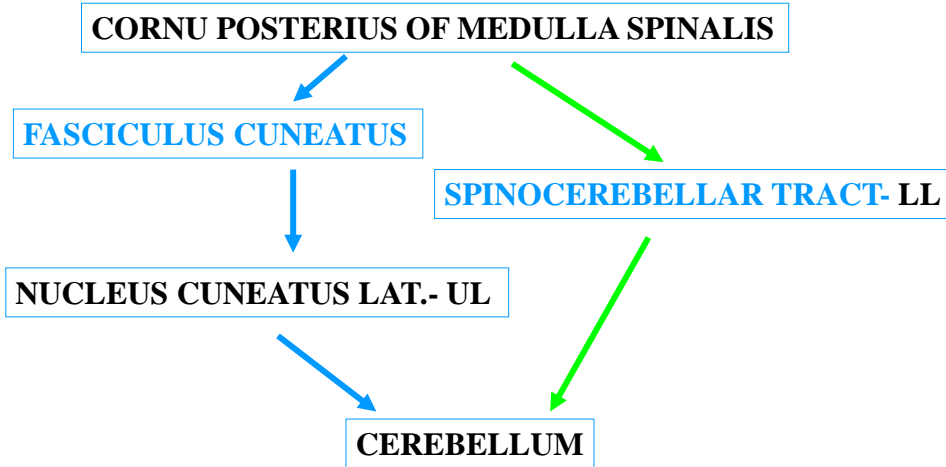 CORNU POSTERIUS OF MEDULLA SPINALIS
FASCICULUS CUNEATUS
SPINOCEREBELLAR TRACT- LL
NUCLEUS CUNEATUS LAT.- UL
CEREBELLUM